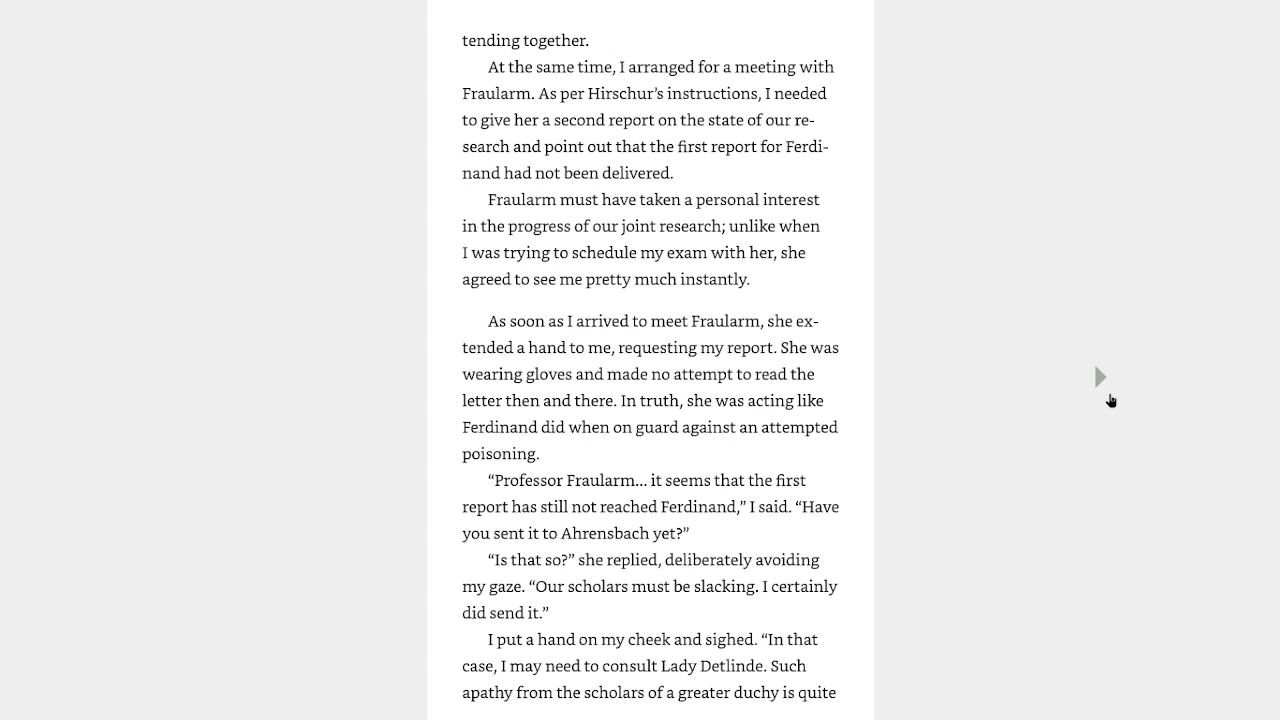 tending together.
At the same time, I arranged for a meeting with
Fraularm. As per Hirschur’s instructions, I needed
to give her a second report on the state of our re-
search and point out that the first report for Ferdi-
nand had not been delivered.
Fraularm must have taken a personal interest
in the progress of our joint research; unlike when
I was trying to schedule my exam with her, she
agreed to see me pretty much instantly.
As soon as I arrived to meet Fraularm, she ex-
tended a hand to me, requesting my report. She was
wearing gloves and made no attempt to read the
letter then and there. In truth, she was acting like
Ferdinand did when on guard against an attempted
poisoning.
“Professor Fraularm... it seems that the first
report has still not reached Ferdinand,” I said. “Have
you sent it to Ahrensbach yet?”
“Is that so?” she replied, deliberately avoiding
my gaze. “Our scholars must be slacking. I certainly
did send it.”
I put a hand on my cheek and sighed. “In that
case, I may need to consult Lady Detlinde. Such
apathy from the scholars of a greater duchy is quite